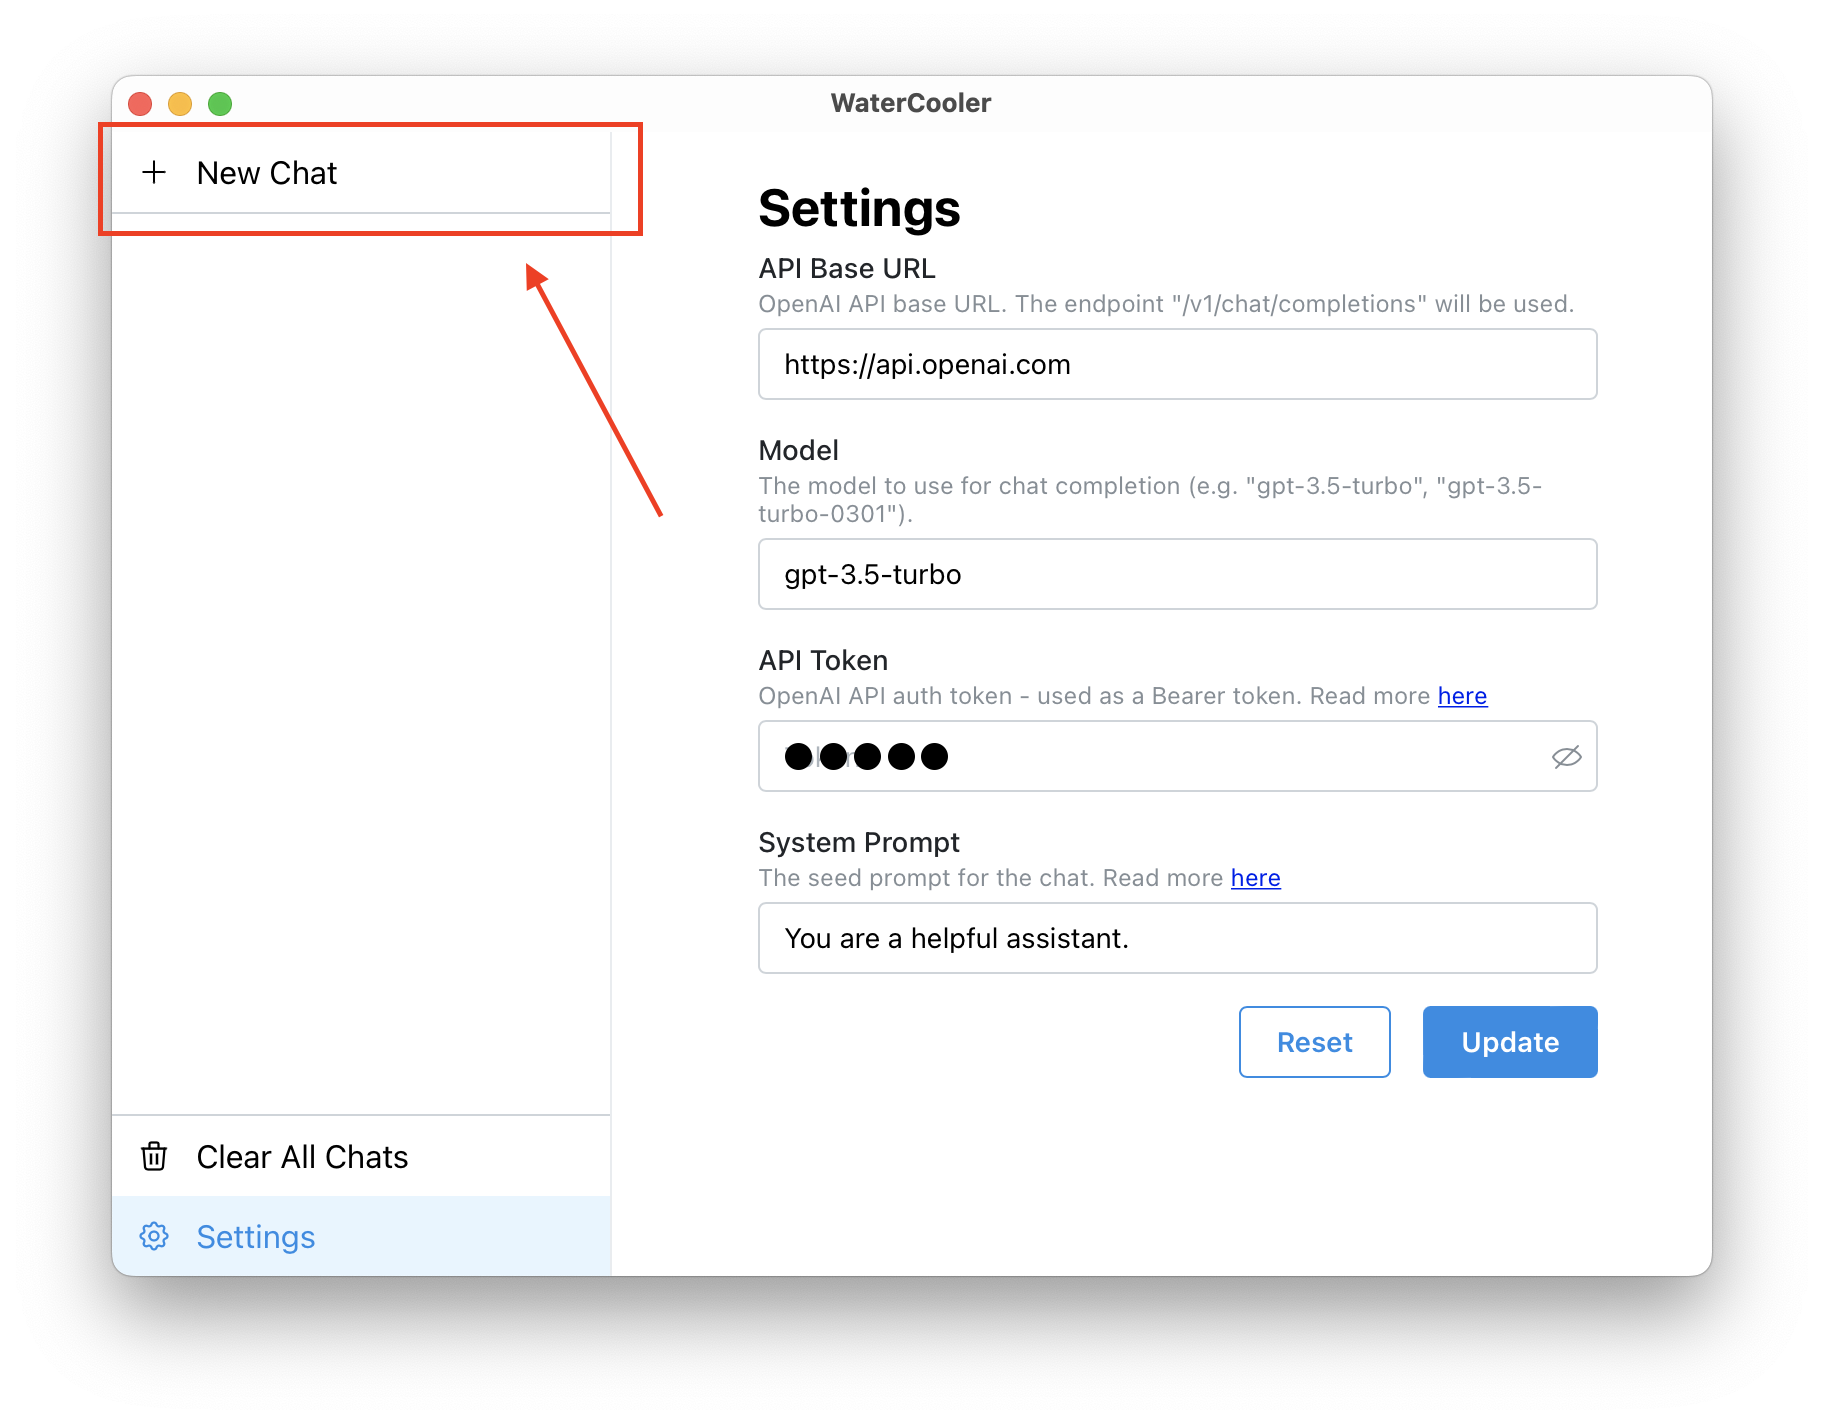 WaterCooler
New Chat
Settings
API Base URL
OpenAI API base URL. The endpoint "/v1/chat/completions" will be used.
https://api.openai.com
Model
The model to use for chat completion (e.g. "gpt-3.5-turbo", "gpt-3.5-
turbo-0301").
gpt-3.5-turbo
API Token
OpenAI API auth token - used as a Bearer token. Read more here
System Prompt
The seed prompt for the chat. Read more here
You are a helpful assistant.
Reset
Update
Clear All Chats
Settings